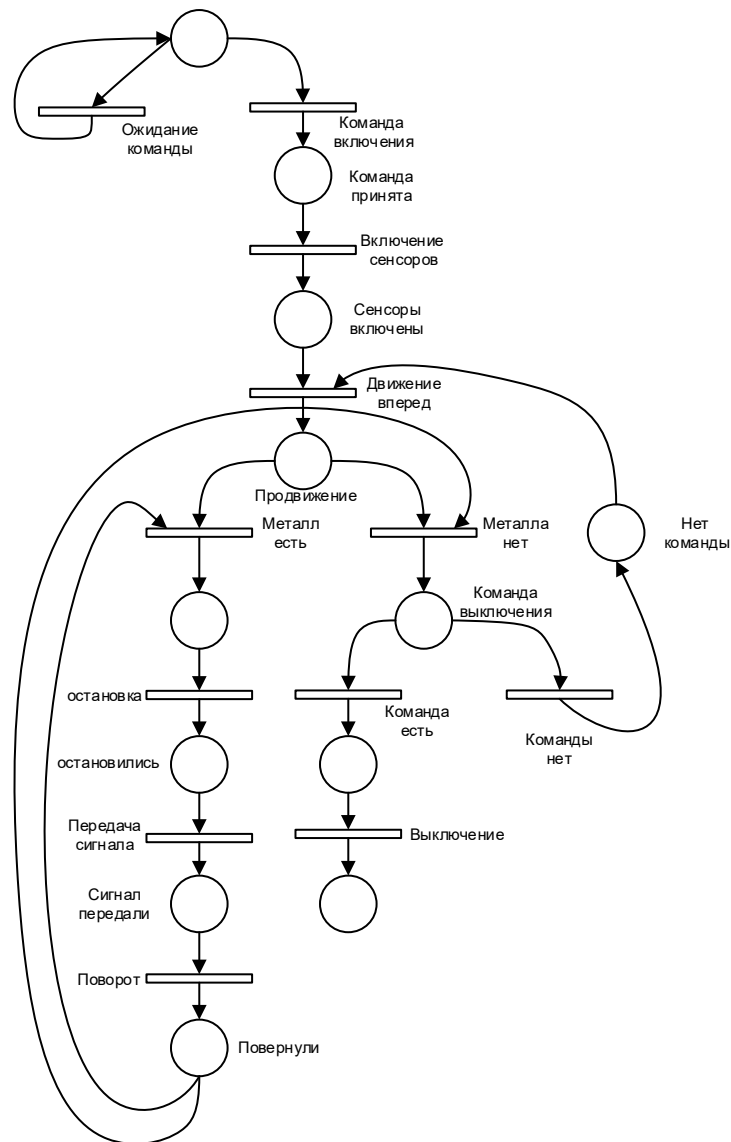 Ожидание
команды
Команда
включения
Команда
принята
Включение
сенсоров
Сенсоры
включены
Движение
вперед
Продвижение
Металл
есть
Металла
нет
Нет
команды
Команда
выключения
остановка
Команда
есть
Команды
нет
остановились
Передача
сигнала
Выключение
Сигнал
передали
Поворот
Повернули